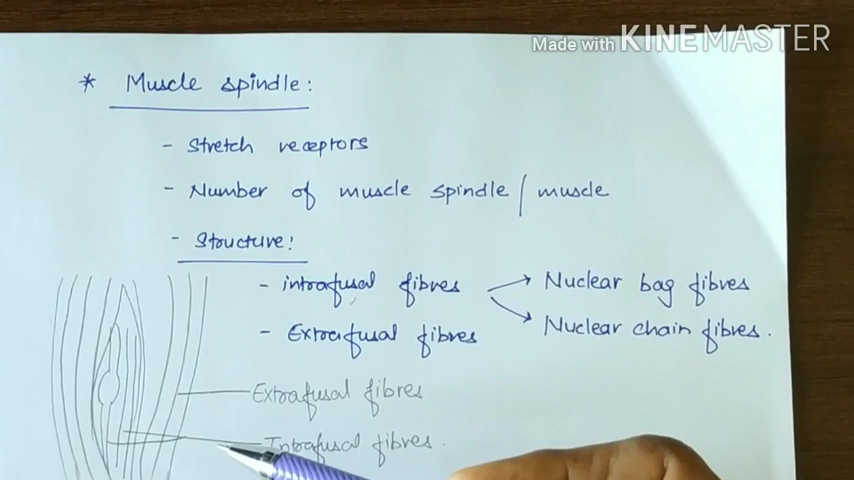 Made with KINEMASTER
* Muscle spindle:
- Stretch receptors
- Number of muscle spindle / muscle
- Structure:
- intrafusal fibres → Nuclear bag fibres
→ Nuclear chain fibres.
- Extrafusal fibres
Extrafusal fibres
Intrafusal fibres.